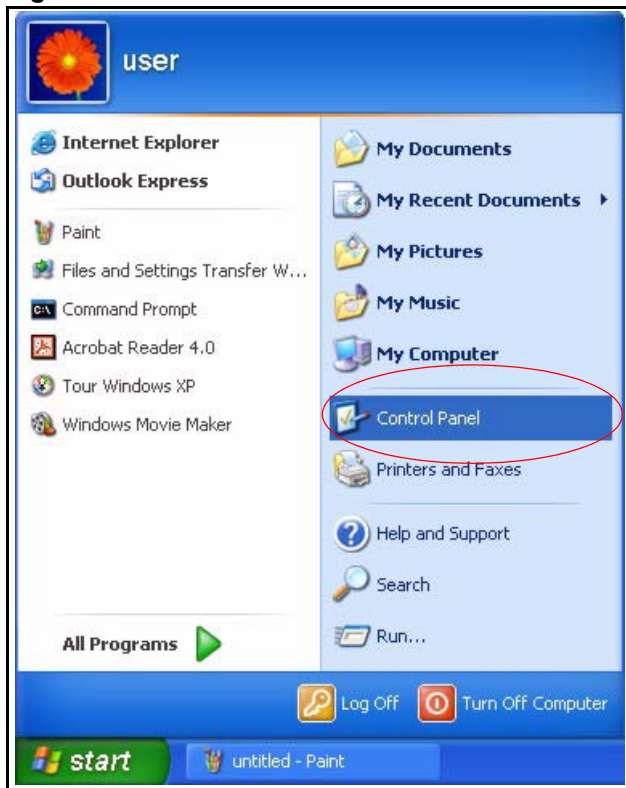 user
Internet Explorer
Outlook Express
Paint
Files and Settings Transfer W...
Command Prompt
Acrobat Reader 4.0
Tour Windows XP
Windows Movie Maker
All Programs
My Documents
My Recent Documents
My Pictures
My Music
My Computer
Control Panel
Printers and Faxes
Help and Support
Search
Run...
Log Off
Turn Off Computer
start
untitled - Paint